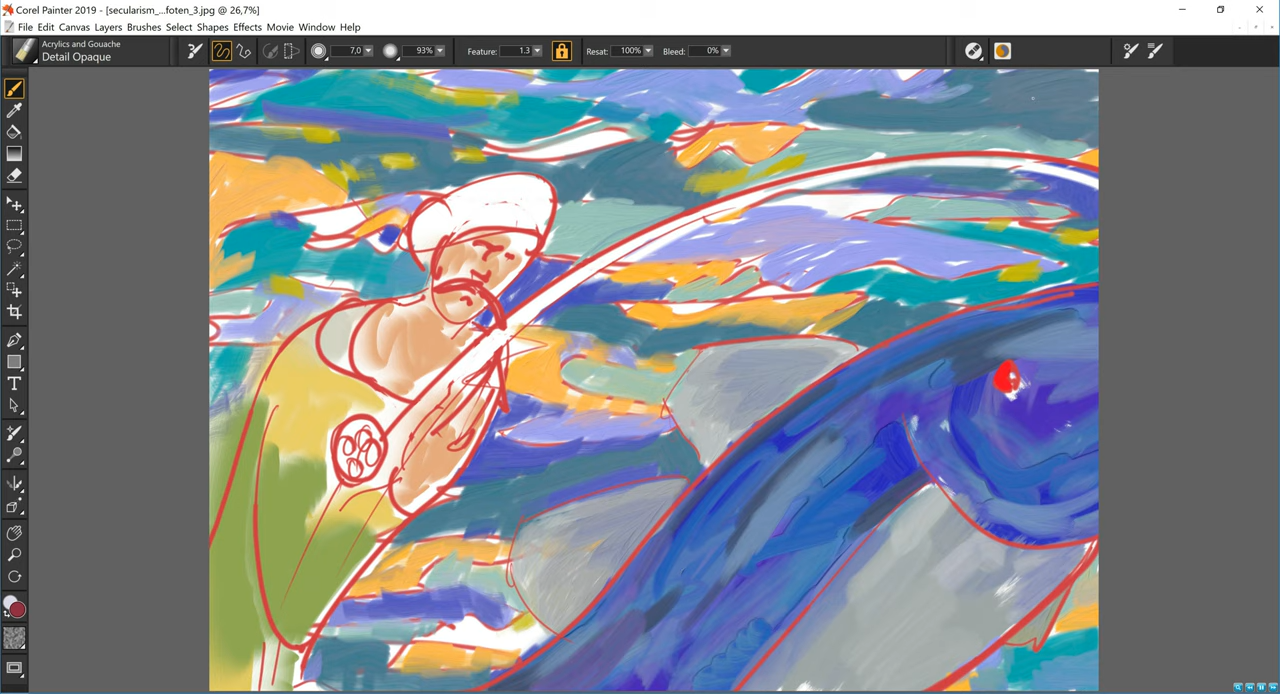 Corel Painter 2019 - [secularism_...foten_3.jpg @ 26,7%]
File Edit Canvas Layers Brushes Select Shapes Effects Movie Window Help
Acrylics and Gouache
Detail Opaque
7,0
93%
Feature: 1.3
Resat: 100%
Bleed: 0%